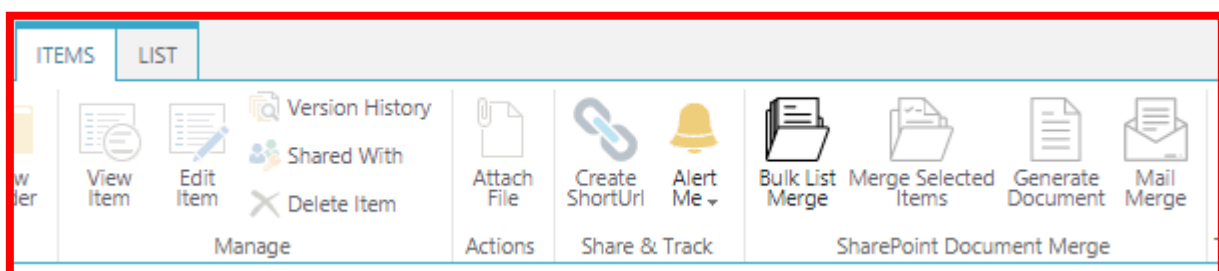 ITEMS LIST
Version History
Shared With
Delete Item
View
Item
Edit
Item
Manage
Attach
File
Actions
Create
ShortUrl
Alert
Me
Share & Track
Bulk List
Merge
Merge Selected
Items
Generate
Document
Mail
Merge
SharePoint Document Merge